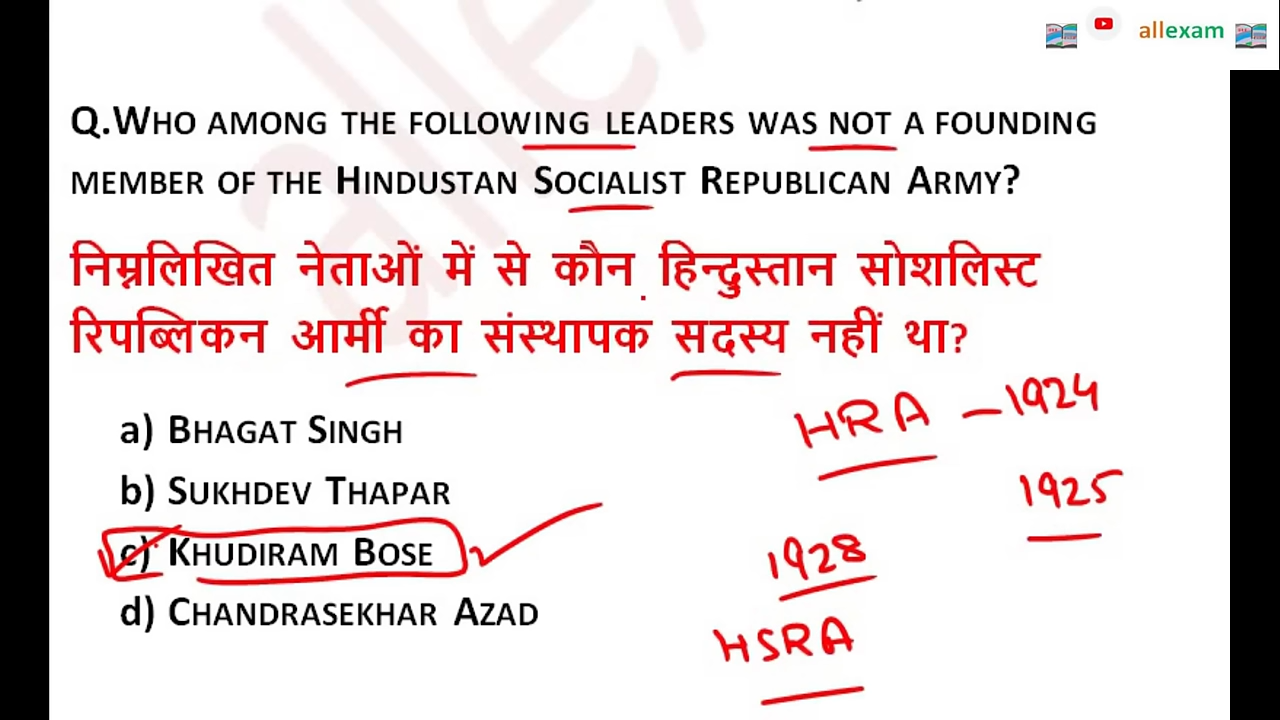 allexam
Q.WHO AMONG THE FOLLOWING LEADERS WAS NOT A FOUNDING
MEMBER OF THE HINDUSTAN SOCIALIST REPUBLICAN ARMY?
निम्नलिखित नेताओं में से कौन हिन्दुस्तान सोशलिस्ट
रिपब्लिकन आर्मी का संस्थापक सदस्य नहीं था?
a) BHAGAT SINGH
b) SUKHDEV THAPAR
c) KHUDIRAM BOSE
d) CHANDRASEKHAR AZAD
HRA – 1924
1925
1928
HSRA